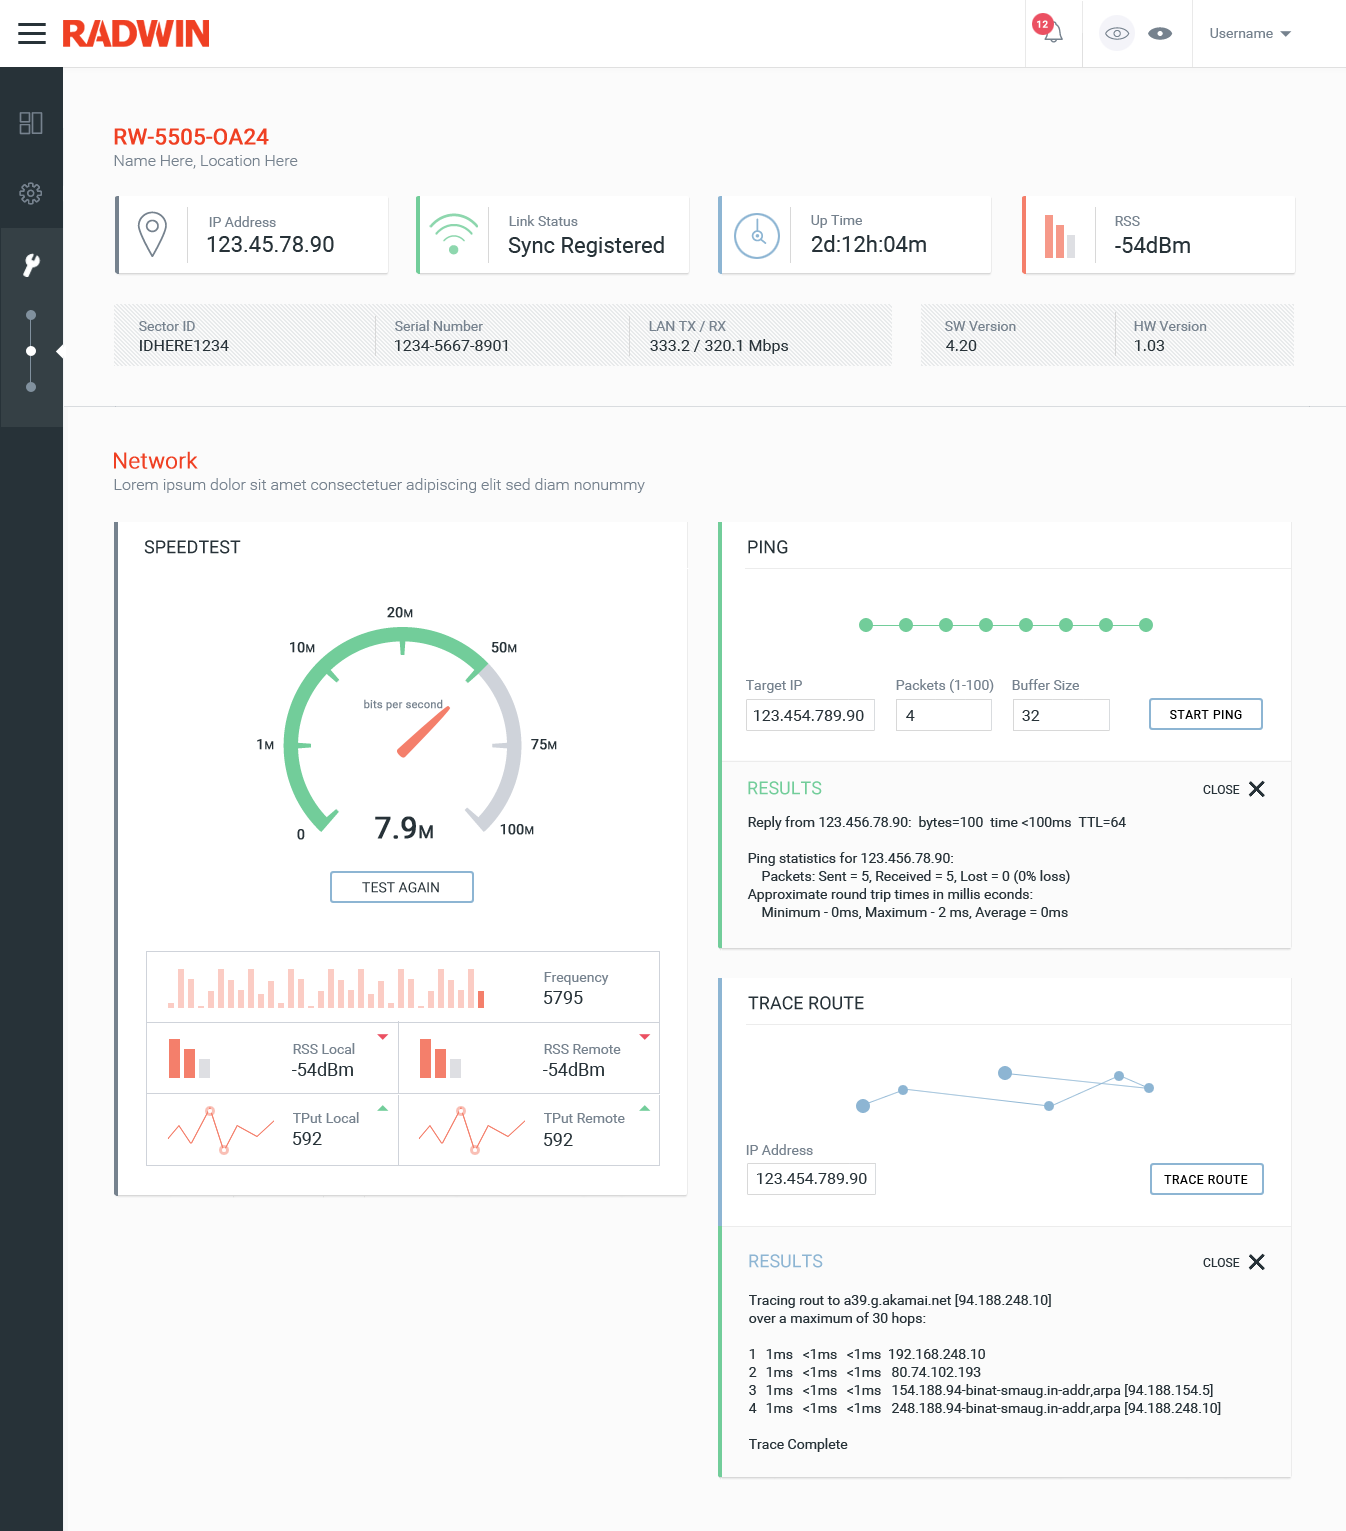 RADWIN
12
Username
RW-5505-OA24
Name Here, Location Here
IP Address
123.45.78.90
Link Status
Sync Registered
Up Time
2d:12h:04m
RSS
-54dBm
Sector ID
IDHERE1234
Serial Number
1234-5667-8901
LAN TX / RX
333.2 / 320.1 Mbps
SW Version
4.20
HW Version
1.03
Network
Lorem ipsum dolor sit amet consectetuer adipiscing elit sed diam nonummy
SPEEDTEST
20M
10M
50M
bits per second
1M
75M
0
7.9M
100M
TEST AGAIN
Frequency
5795
RSS Local
-54dBm
RSS Remote
-54dBm
TPut Local
592
TPut Remote
592
PING
Target IP
123.454.789.90
Packets (1-100)
4
Buffer Size
32
START PING
RESULTS
CLOSE
Reply from 123.456.78.90: bytes=100 time <100ms TTL=64
Ping statistics for 123.456.78.90:
Packets: Sent = 5, Received = 5, Lost = 0 (0% loss)
Approximate round trip times in millis econds:
Minimum - 0ms, Maximum - 2 ms, Average = 0ms
TRACE ROUTE
IP Address
123.454.789.90
TRACE ROUTE
RESULTS
CLOSE
Tracing rout to a39.g.akamai.net [94.188.248.10]
over a maximum of 30 hops:
1 1ms <1ms <1ms 192.168.248.10
2 1ms <1ms <1ms 80.74.102.193
3 1ms <1ms <1ms 154.188.94-binat-smaug.in-addr,arpa [94.188.154.5]
4 1ms <1ms <1ms 248.188.94-binat-smaug.in-addr,arpa [94.188.248.10]
Trace Complete